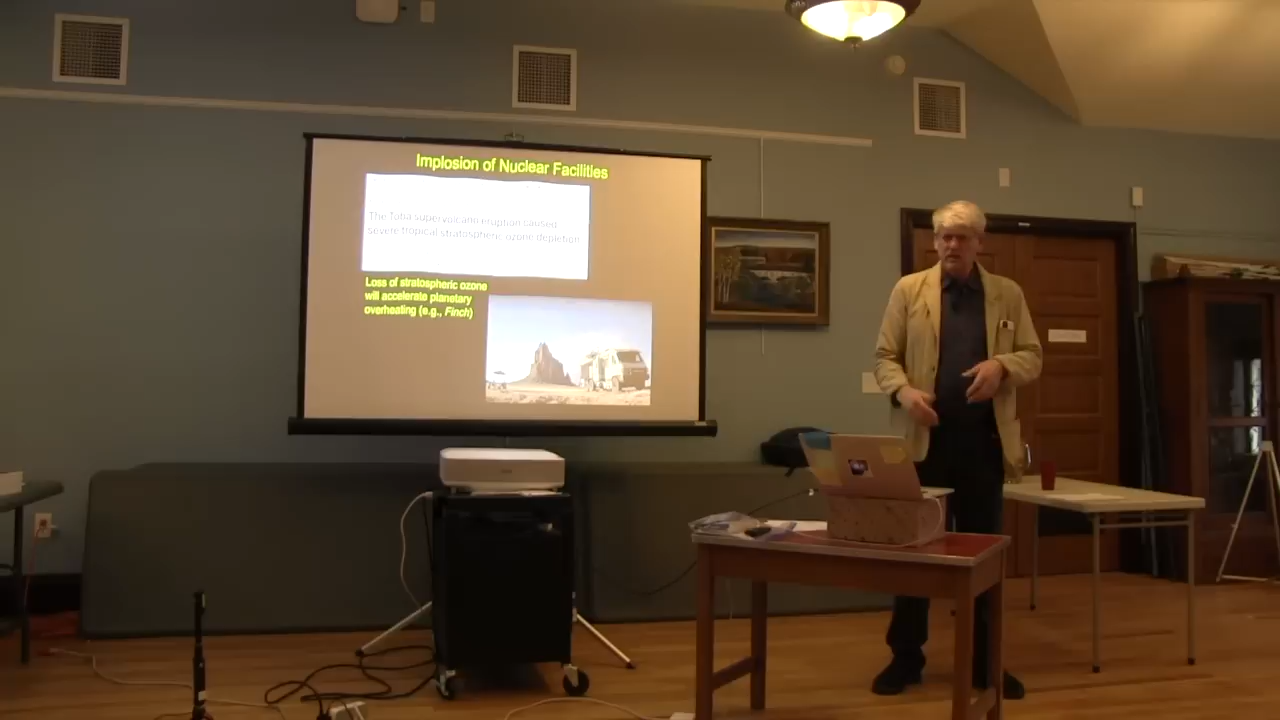 Implosion of Nuclear Facilities
The Toba supervolcano eruption caused
severe tropical stratospheric ozone depletion
Loss of stratospheric ozone
will accelerate planetary
overheating (e.g., Finch)